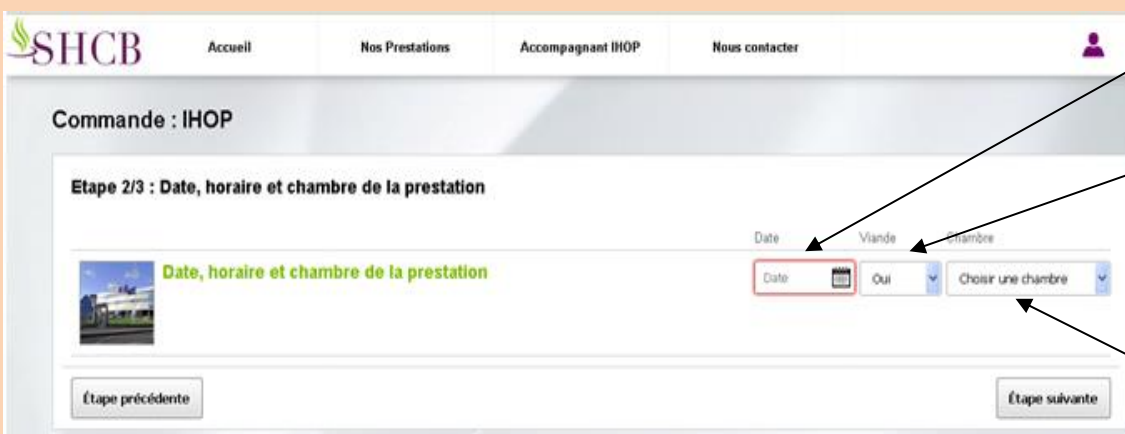 SHCB Accueil Nos Prestations Accompagnant IHOP Nous contacter
Commande : IHOP
Etape 2/3 : Date, horaire et chambre de la prestation
Date Viande Chambre
Date, horaire et chambre de la prestation Date Oui Choisir une chambre
Étape précédente Étape suivante